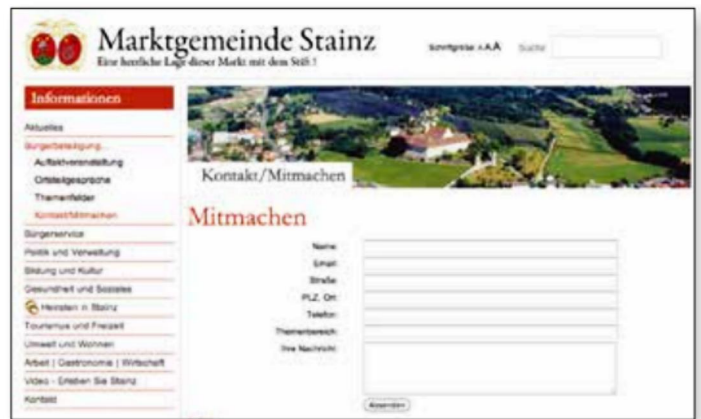 Marktgemeinde Stainz
Eine herrliche Lage dieser Markt mit dem Stift !
Schriftgröße: A A A
Suche
Informationen
Aktuelles
Bürgerbeteiligung
Auftaktveranstaltung
Ortsteilgespräche
Themenfelder
Kontakt/Mitmachen
Bürgerservice
Politik und Verwaltung
Bildung und Kultur
Gesundheit und Soziales
Heiraten in Stainz
Tourismus und Freizeit
Umwelt und Wohnen
Arbeit | Gastronomie | Wirtschaft
Video - Erleben Sie Stainz
Kontakt
Kontakt/Mitmachen
Mitmachen
Name:
Email:
Straße:
PLZ, Ort:
Telefon:
Themenbereich:
Ihre Nachricht:
Absenden